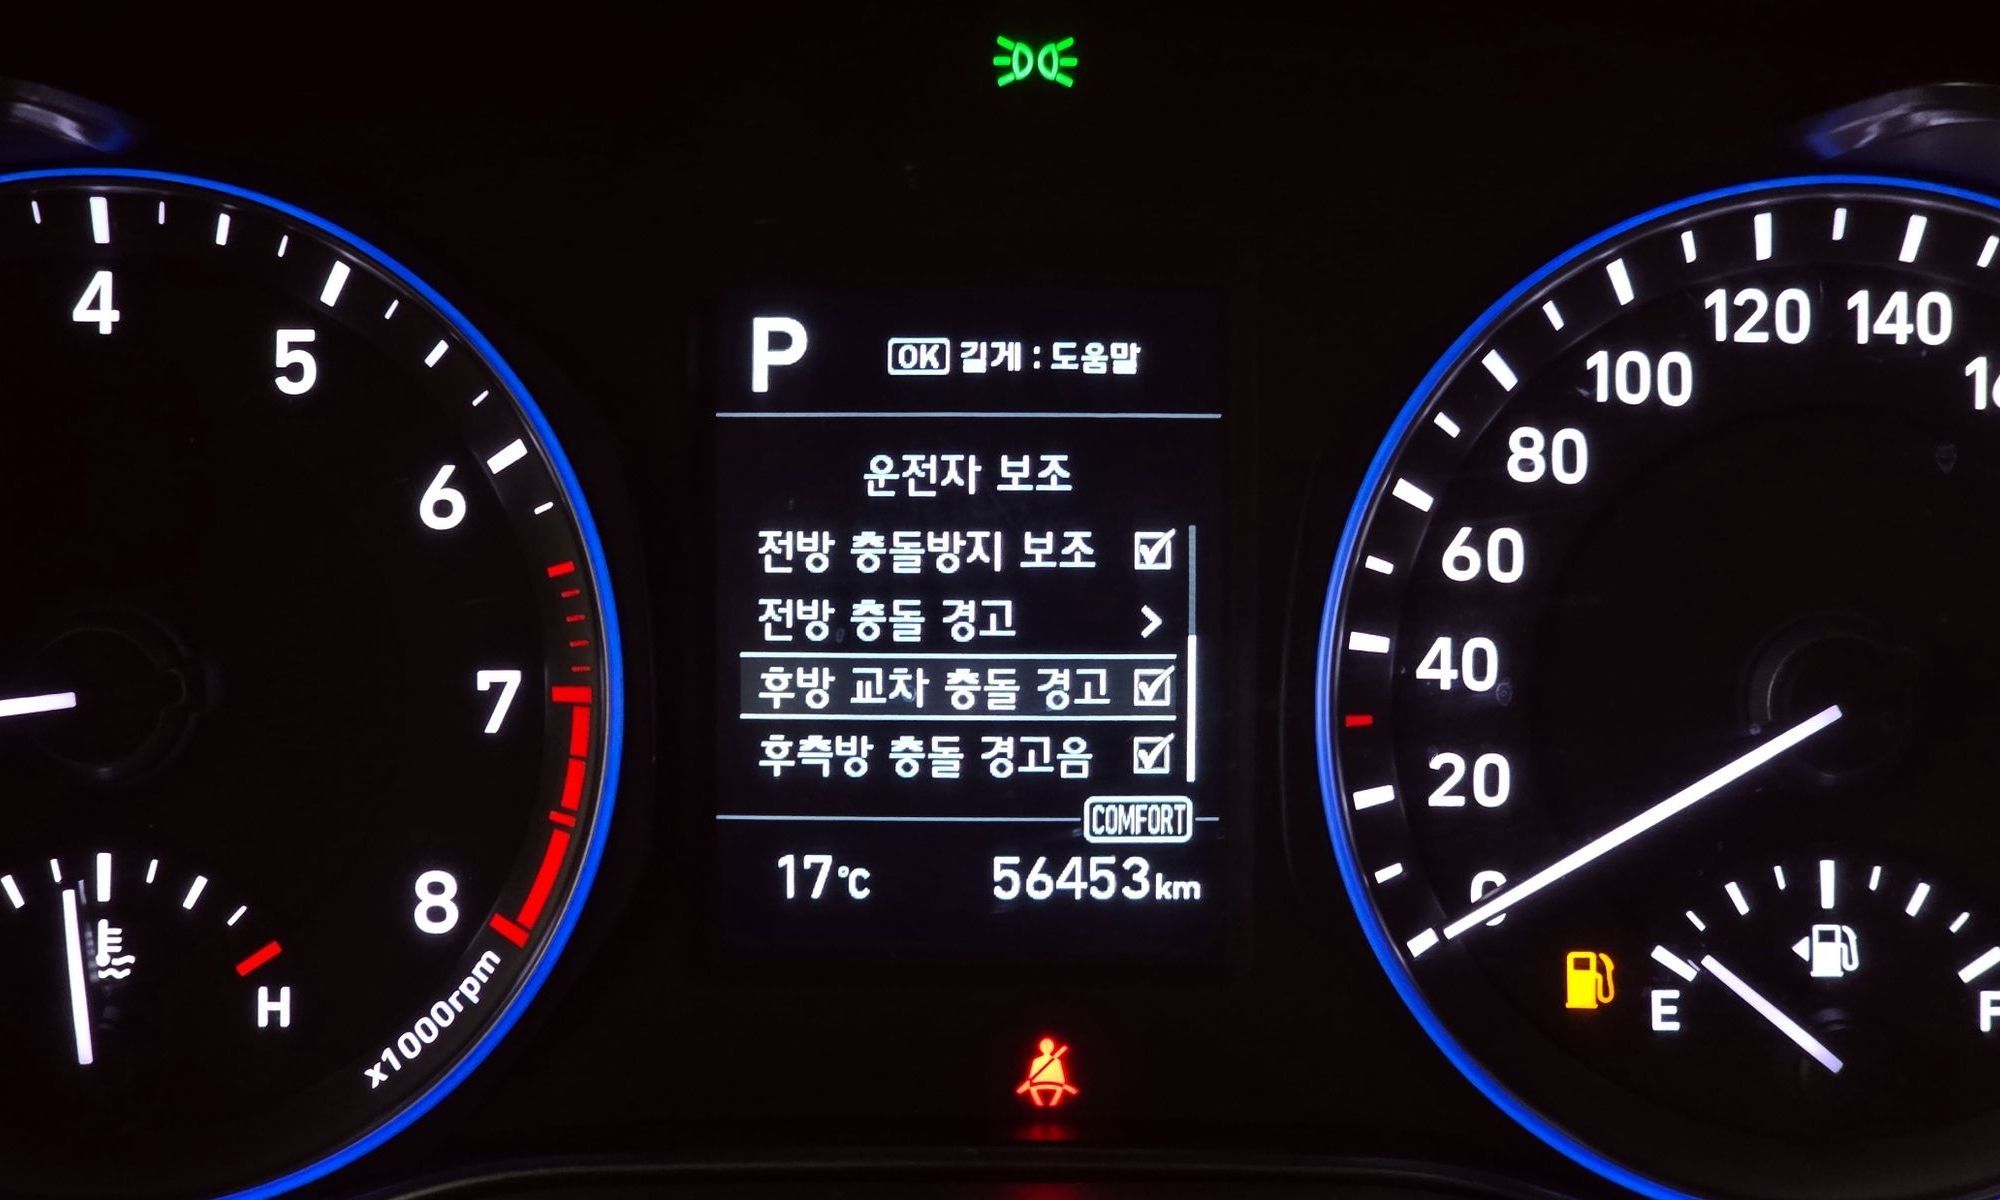 P
OK 길게 : 도움말
운전자 보조
전방 충돌방지 보조
전방 충돌 경고
후방 교차 충돌 경고
후측방 충돌 경고음
COMFORT
17℃ 56453km
4
5
6
7
8
x1000rpm
H
0
20
40
60
80
100
120
140
E